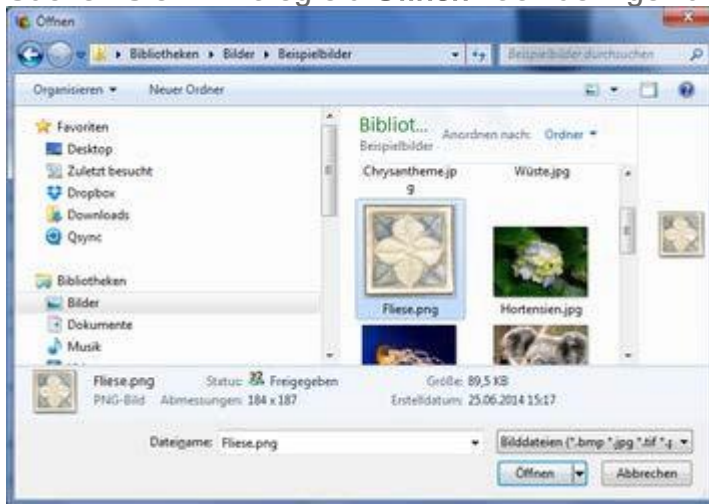 Öffnen
Bibliotheken ▸ Bilder ▸ Beispielbilder
Beispielbilder durchsuchen
Organisieren
Neuer Ordner
Favoriten
Desktop
Zuletzt besucht
Dropbox
Downloads
Qsync
Bibliotheken
Bilder
Dokumente
Musik
Bibliot...
Beispielbilder
Anordnen nach: Ordner
Chrysantheme.jp
g
Wüste.jpg
Fliese.png
Hortensien.jpg
Fliese.png
PNG-Bild
Status: Freigegeben
Abmessungen: 184 x 187
Größe: 89,5 KB
Erstelldatum: 25.06.2014 15:17
Dateiname: Fliese.png
Bilddateien (*.bmp *.jpg *.tif
Öffnen
Abbrechen